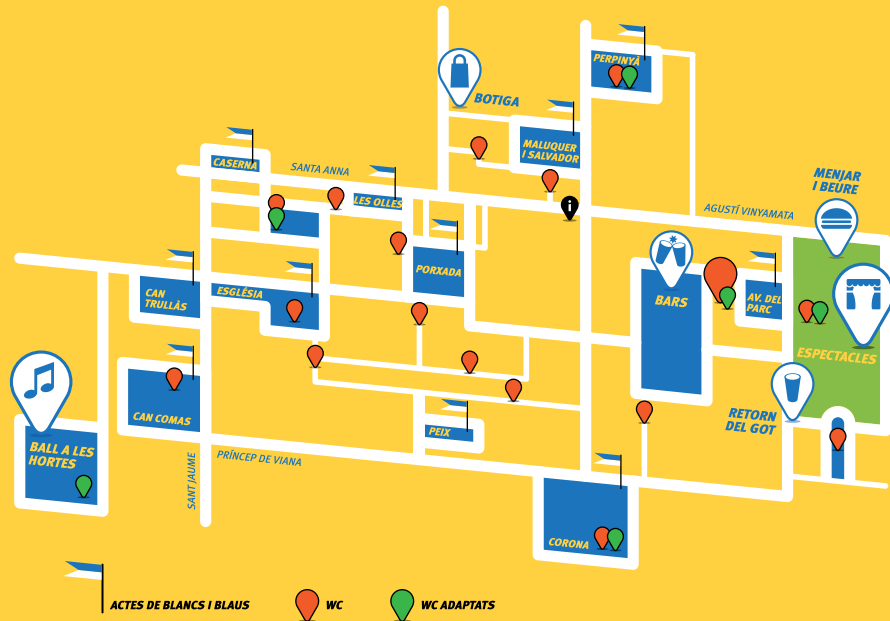 PERPINYÀ
BOTIGA
MALUQUER
I SALVADOR
CASERNA
SANTA ANNA
LES OLLES
MENJAR
I BEURE
i
AGUSTÍ VINYAMATA
PORXADA
CAN
TRULLÀS
ESGLÉSIA
BARS
AV. DEL
PARC
ESPECTACLES
CAN COMAS
PEIX
RETORN
DEL GOT
BALL A LES
HORTES
SANT JAUME
PRÍNCEP DE VIANA
CORONA
ACTES DE BLANCS I BLAUS
WC
WC ADAPTATS